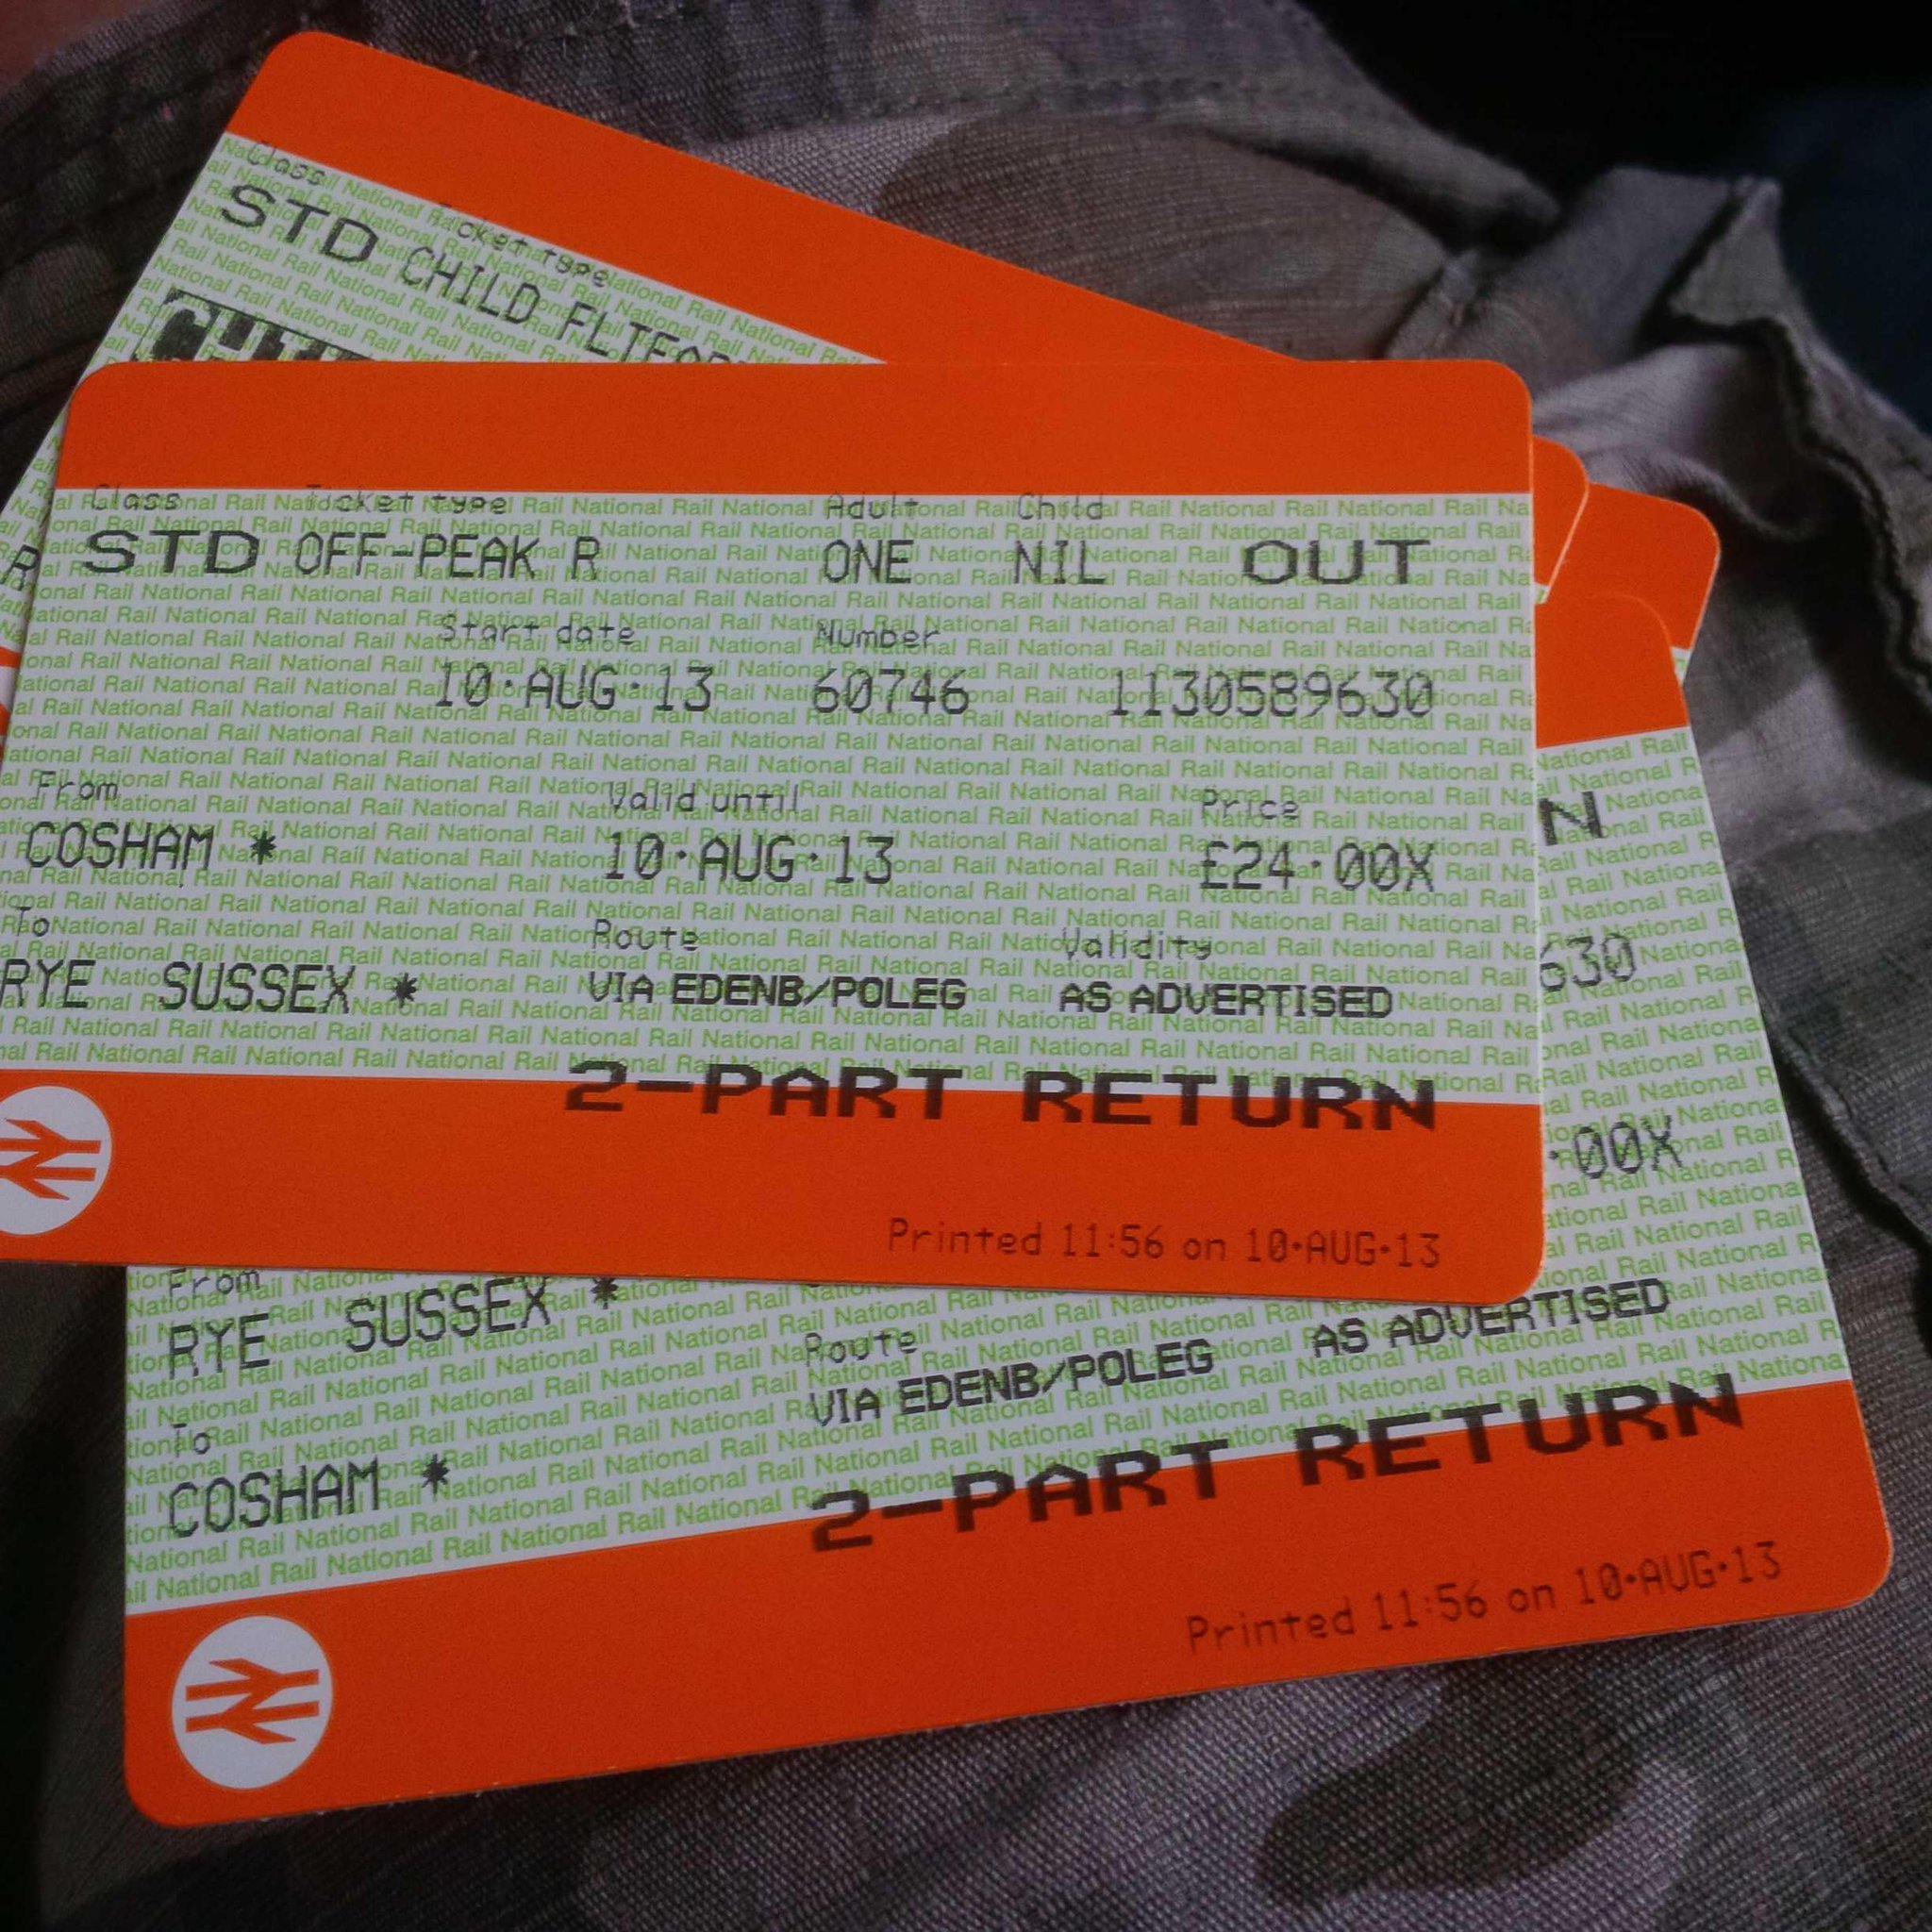 Class Ticket type
STD CHILD FLIFARE
Class Ticket type Adult Child
STD OFF-PEAK R ONE NIL OUT
Start date Number
10·AUG·13 60746 1130589630
From Valid until Price
COSHAM * 10·AUG·13 £24·00X
To Route Validity
RYE SUSSEX * VIA EDENB/POLEG AS ADVERTISED
2-PART RETURN
Printed 11:56 on 10·AUG·13
N
630
·00X
From
RYE SUSSEX *
Route
VIA EDENB/POLEG AS ADVERTISED
To
COSHAM *
2-PART RETURN
Printed 11:56 on 10·AUG·13